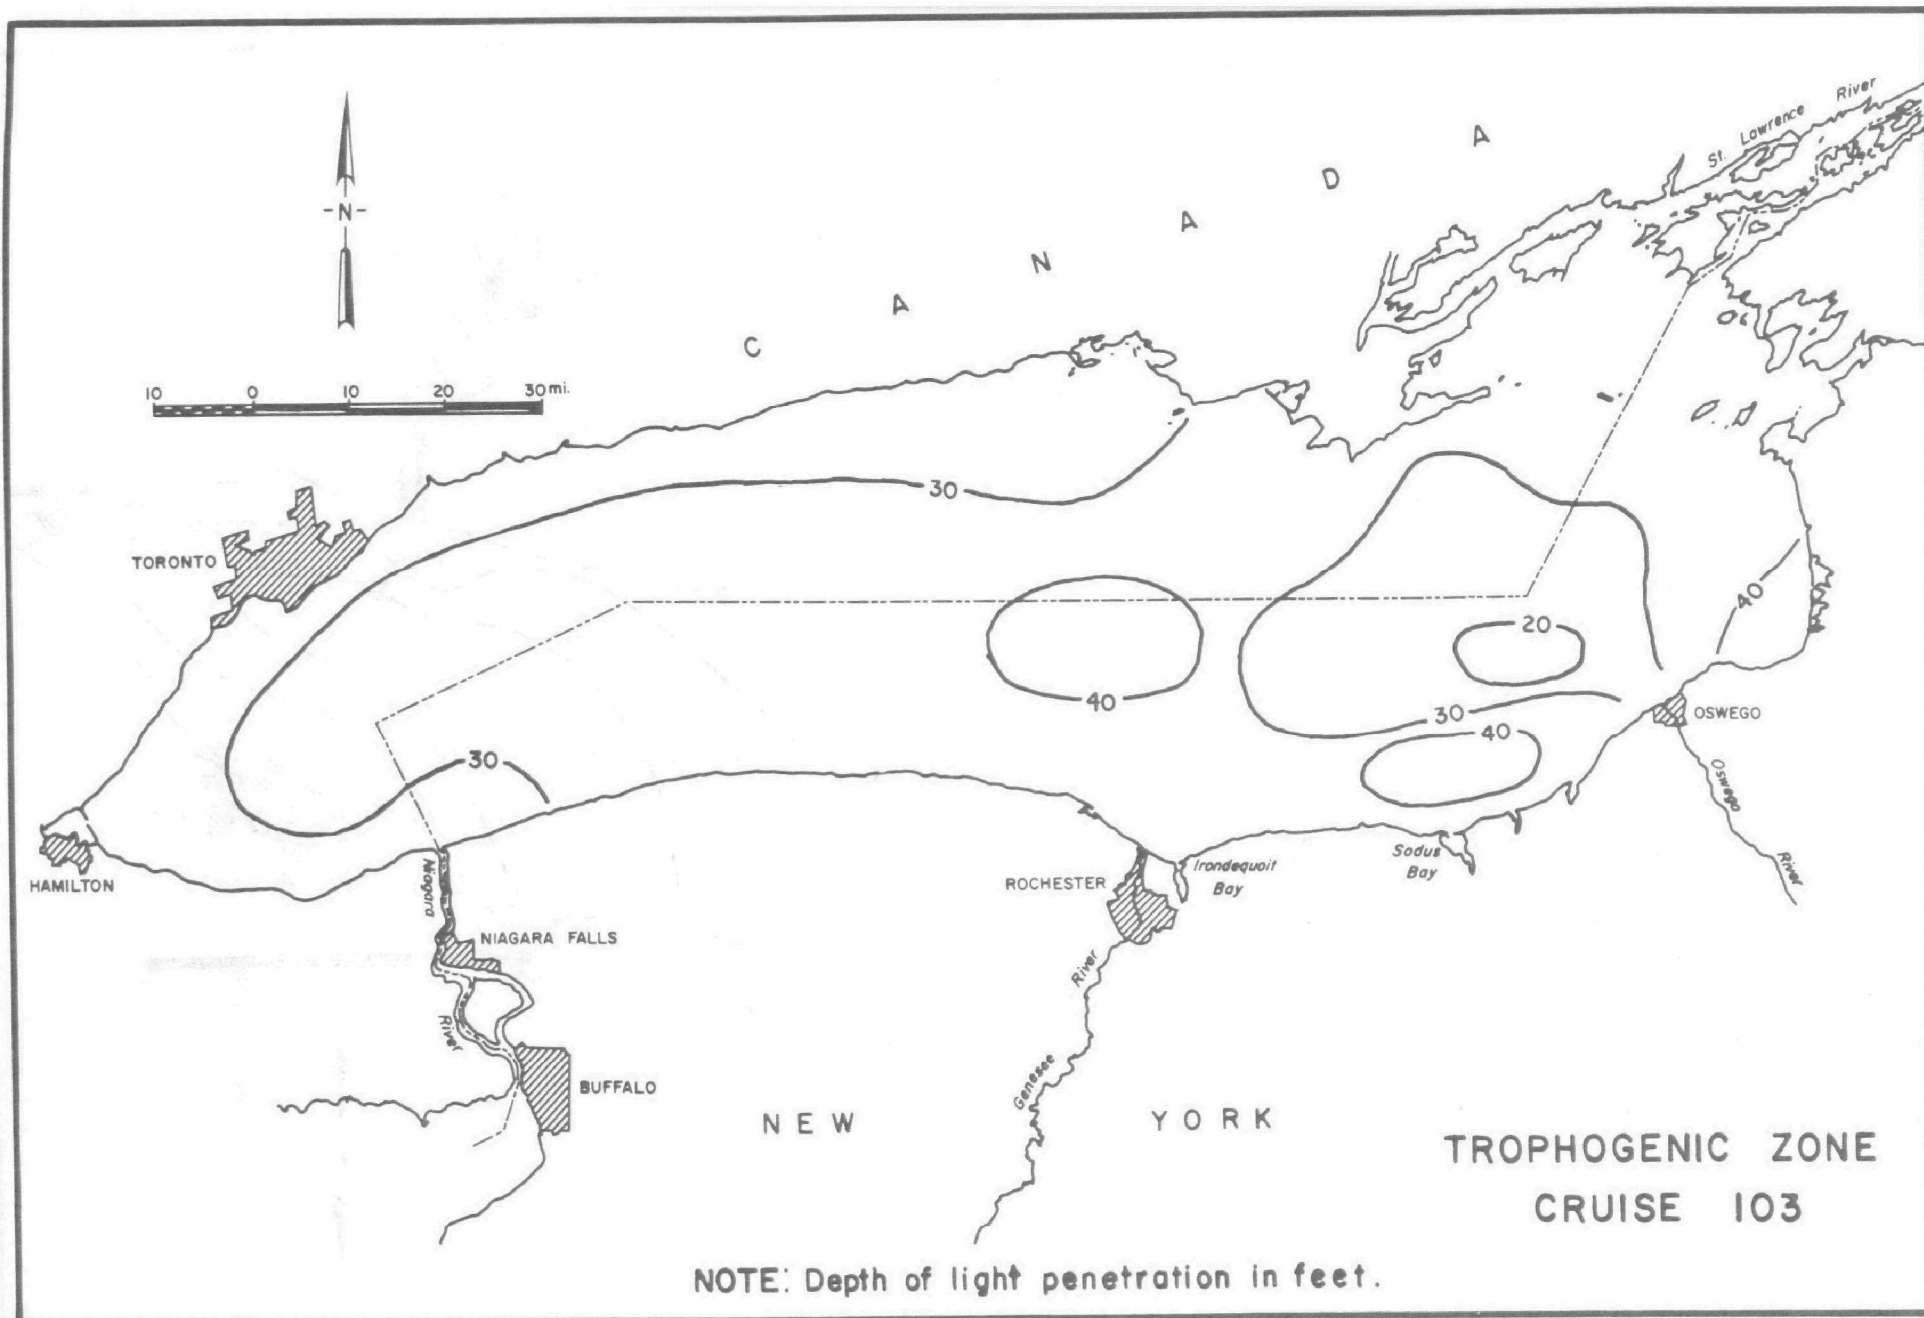 St. Lawrence River
C A N A D A
-N-
10 0 10 20 30 mi.
TORONTO
30
40
20
40
30
40
30
OSWEGO
Oswego River
HAMILTON
Niagara River
NIAGARA FALLS
BUFFALO
ROCHESTER
Irondequoit
Bay
Sodus
Bay
Genesee River
NEW YORK
TROPHOGENIC ZONE
CRUISE 103
NOTE: Depth of light penetration in feet.